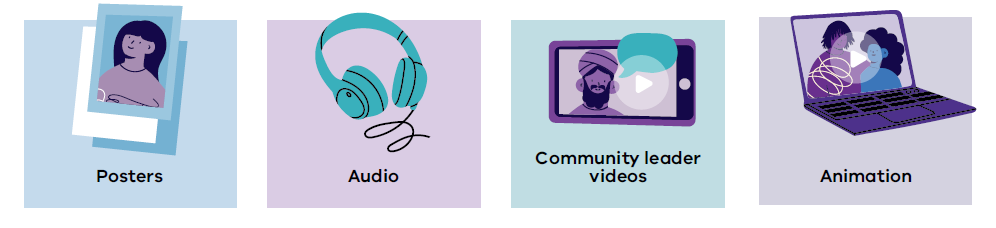 Posters
Audio
Community leader
videos
Animation